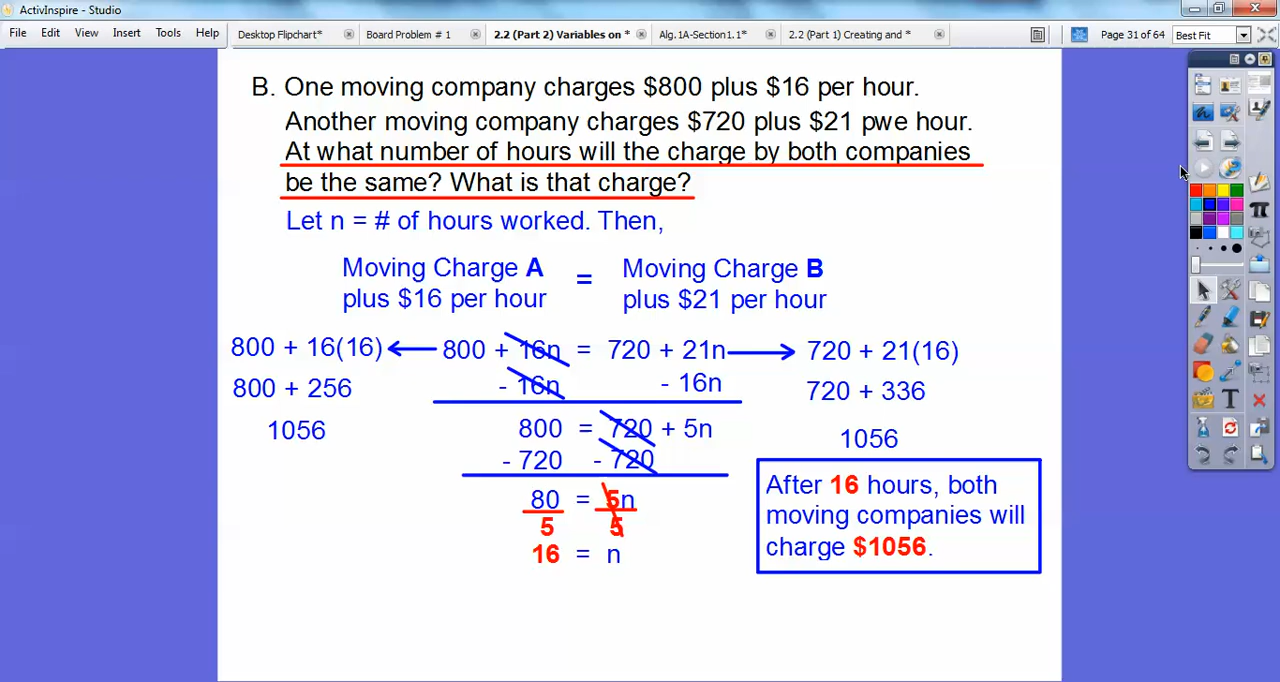 ActivInspire - Studio
File Edit View Insert Tools Help
Desktop Flipchart* Board Problem # 1 2.2 (Part 2) Variables on * Alg.1A-Section1.1* 2.2 (Part 1) Creating and * Page 31 of 64 Best Fit
B. One moving company charges $800 plus $16 per hour.
Another moving company charges $720 plus $21 pwe hour.
At what number of hours will the charge by both companies
be the same? What is that charge?
Let n = # of hours worked. Then,
Moving Charge A = Moving Charge B
plus $16 per hour plus $21 per hour
800 + 16(16) 800 + 16n = 720 + 21n 720 + 21(16)
- 16n - 16n
800 + 256 720 + 336
800 = 720 + 5n
1056 1056
- 720 - 720
80 = 5n
5 5
16 = n
After 16 hours, both
moving companies will
charge $1056.